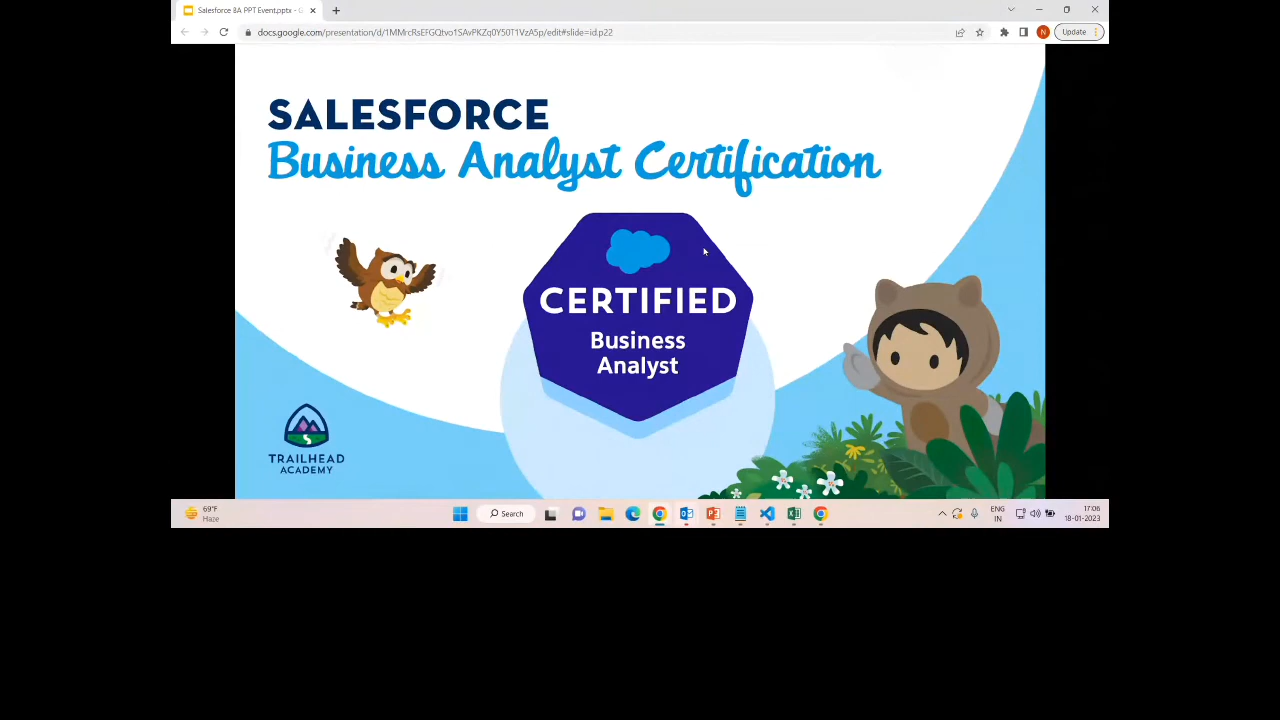 Salesforce BA PPT Event.pptx - G
docs.google.com/presentation/d/1MMrcRsEFGQtvo1SAvPKZq0Y50T1VzA5p/edit#slide=id.p22
N
Update
SALESFORCE
Business Analyst Certification
CERTIFIED
Business
Analyst
TRAILHEAD
ACADEMY
69°F
Haze
Search
ENG
IN
17:06
18-01-2023